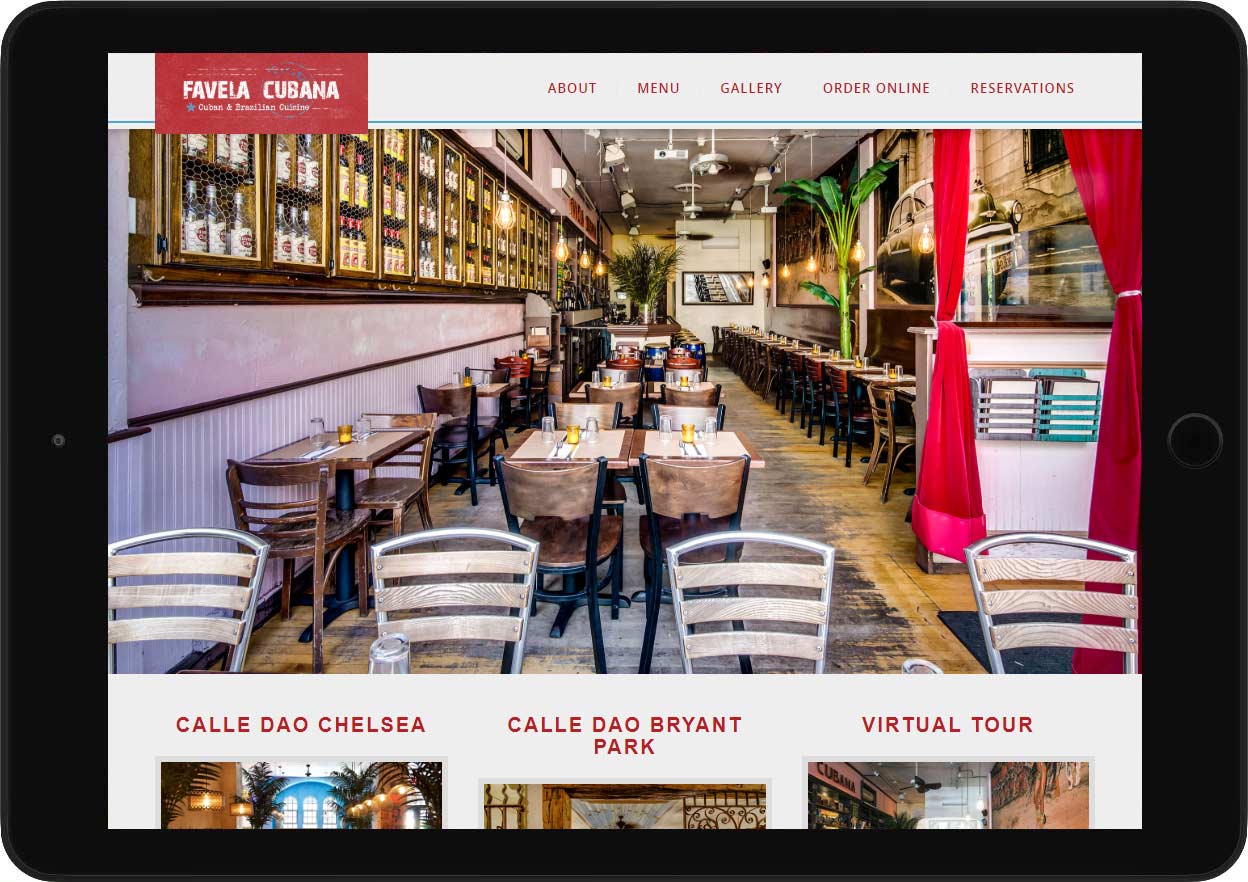 FAVELA CUBANA
Cuban & Brazilian Cuisine
ABOUT
MENU
GALLERY
ORDER ONLINE
RESERVATIONS
CALLE DAO CHELSEA
CALLE DAO BRYANT
PARK
VIRTUAL TOUR
CUBANA